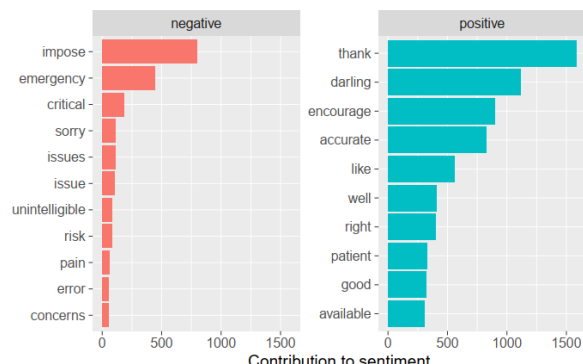 negative
impose
emergency
critical
sorry
issues
issue
unintelligible
risk
pain
error
concerns
0 500 1000 1500
positive
thank
darling
encourage
accurate
like
well
right
patient
good
available
0 500 1000 1500
Contribution to sentiment